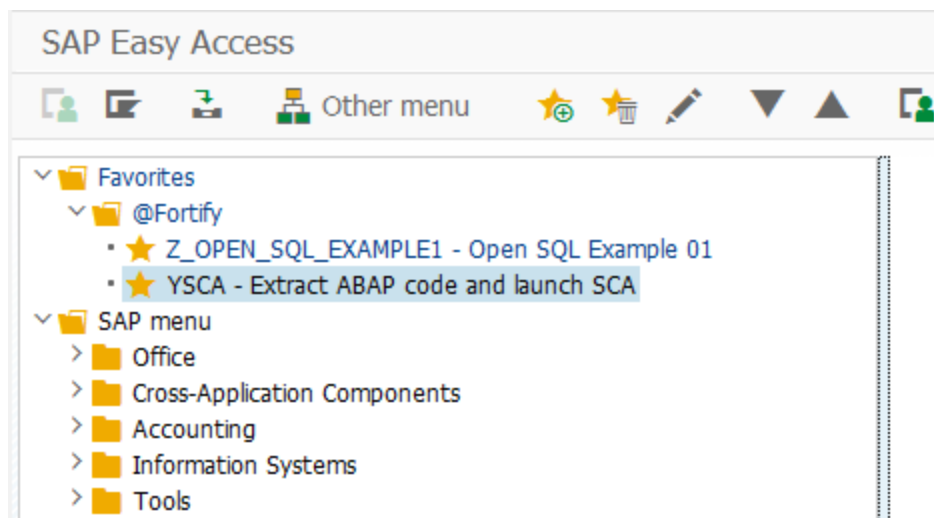 SAP Easy Access
Other menu
Favorites
@Fortify
Z_OPEN_SQL_EXAMPLE1 - Open SQL Example 01
YSCA - Extract ABAP code and launch SCA
SAP menu
Office
Cross-Application Components
Accounting
Information Systems
Tools